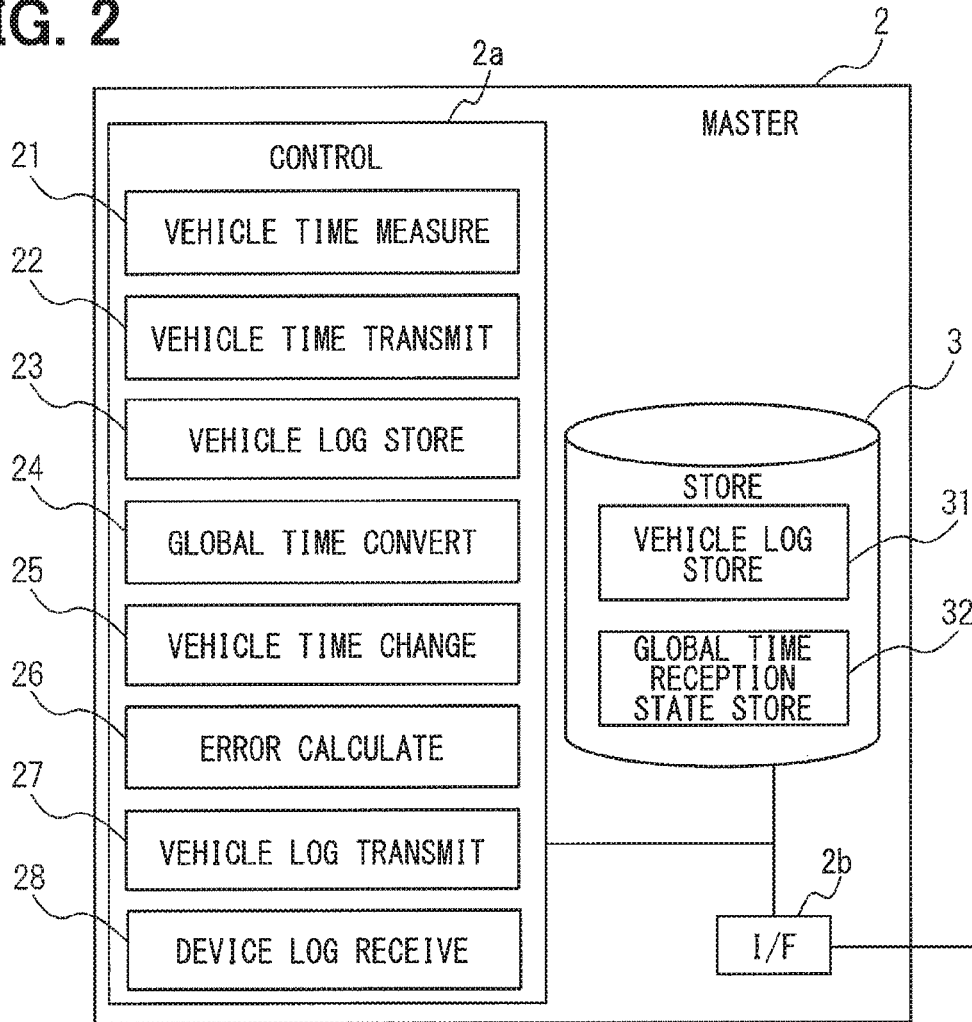 IG. 2
2
2a
MASTER
CONTROL
21
VEHICLE TIME MEASURE
22
VEHICLE TIME TRANSMIT
23
VEHICLE LOG STORE
24
GLOBAL TIME CONVERT
25
VEHICLE TIME CHANGE
26
ERROR CALCULATE
27
VEHICLE LOG TRANSMIT
28
DEVICE LOG RECEIVE
3
STORE
31
VEHICLE LOG
STORE
32
GLOBAL TIME
RECEPTION
STATE STORE
2b
I/F